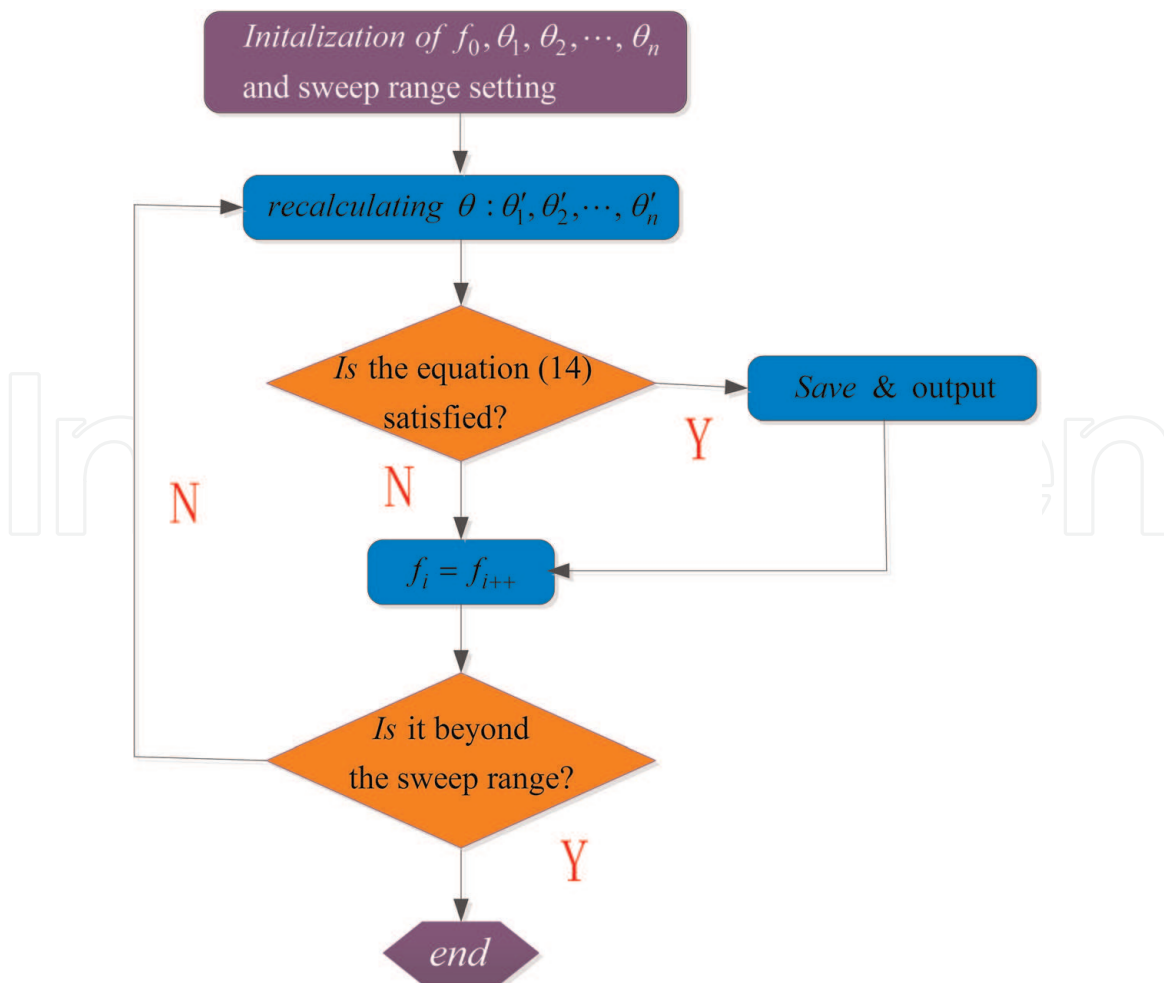 Initalization of f₀, θ₁, θ₂, ⋯, θₙ
and sweep range setting
recalculating θ : θ′₁, θ′₂, ⋯, θ′ₙ
Is the equation (14)
satisfied?
Save & output
Y
N
N
fᵢ = fᵢ₊₊
Is it beyond
the sweep range?
Y
end